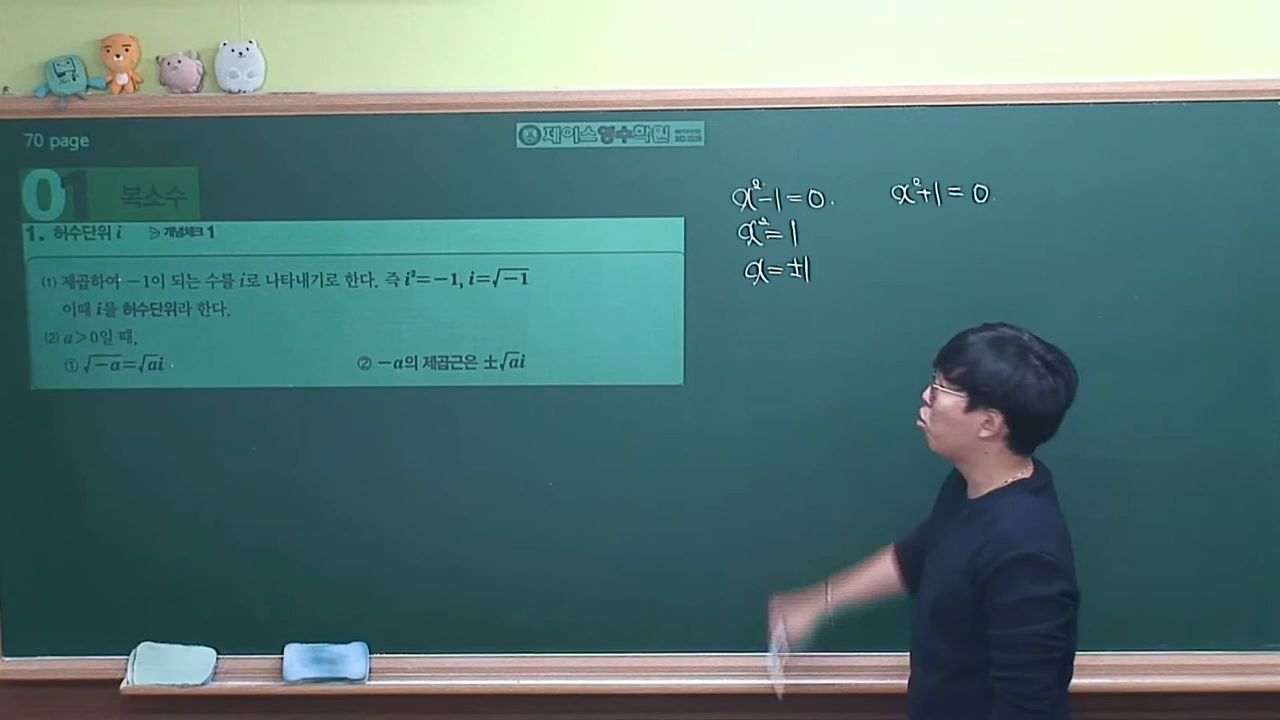 70 page
제이스영수학원
01 복소수
1. 허수단위 i ≫ 개념체크 1
(1) 제곱하여 −1이 되는 수를 i로 나타내기로 한다. 즉 i²=−1, i=√−1
이때 i를 허수단위라 한다.
(2) a>0일 때,
① √−a=√ai ② −a의 제곱근은 ±√ai
x²-1=0. x²+1=0.
x²=1
x=±1